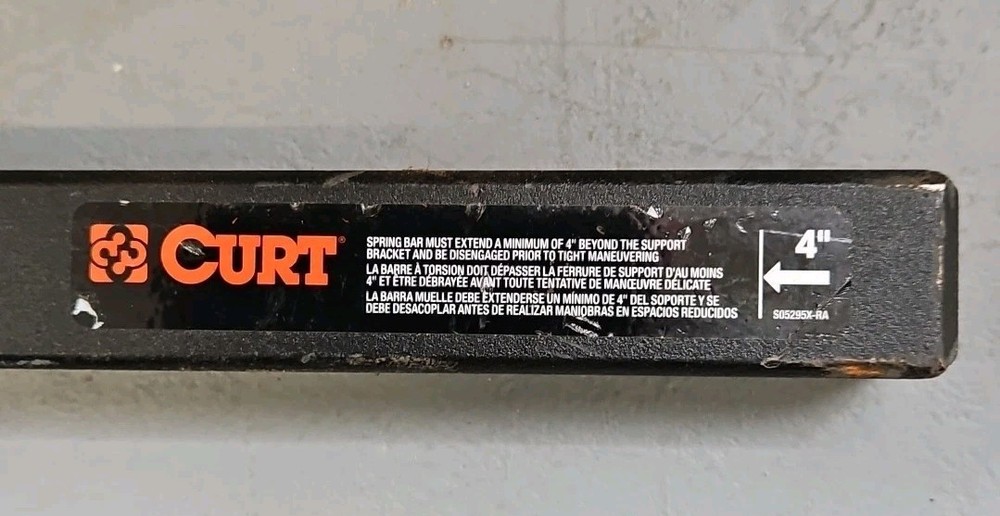 CURT®
SPRING BAR MUST EXTEND A MINIMUM OF 4" BEYOND THE SUPPORT
BRACKET AND BE DISENGAGED PRIOR TO TIGHT MANEUVERING
LA BARRE À TORSION DOIT DÉPASSER LA FERRURE DE SUPPORT D'AU MOINS
4" ET ÊTRE DÉBRAYÉE AVANT TOUTE TENTATIVE DE MANŒUVRE DÉLICATE
LA BARRA MUELLE DEBE EXTENDERSE UN MÍNIMO DE 4" DEL SOPORTE Y SE
DEBE DESACOPLAR ANTES DE REALIZAR MANIOBRAS EN ESPACIOS REDUCIDOS
4"
S05295X-RA